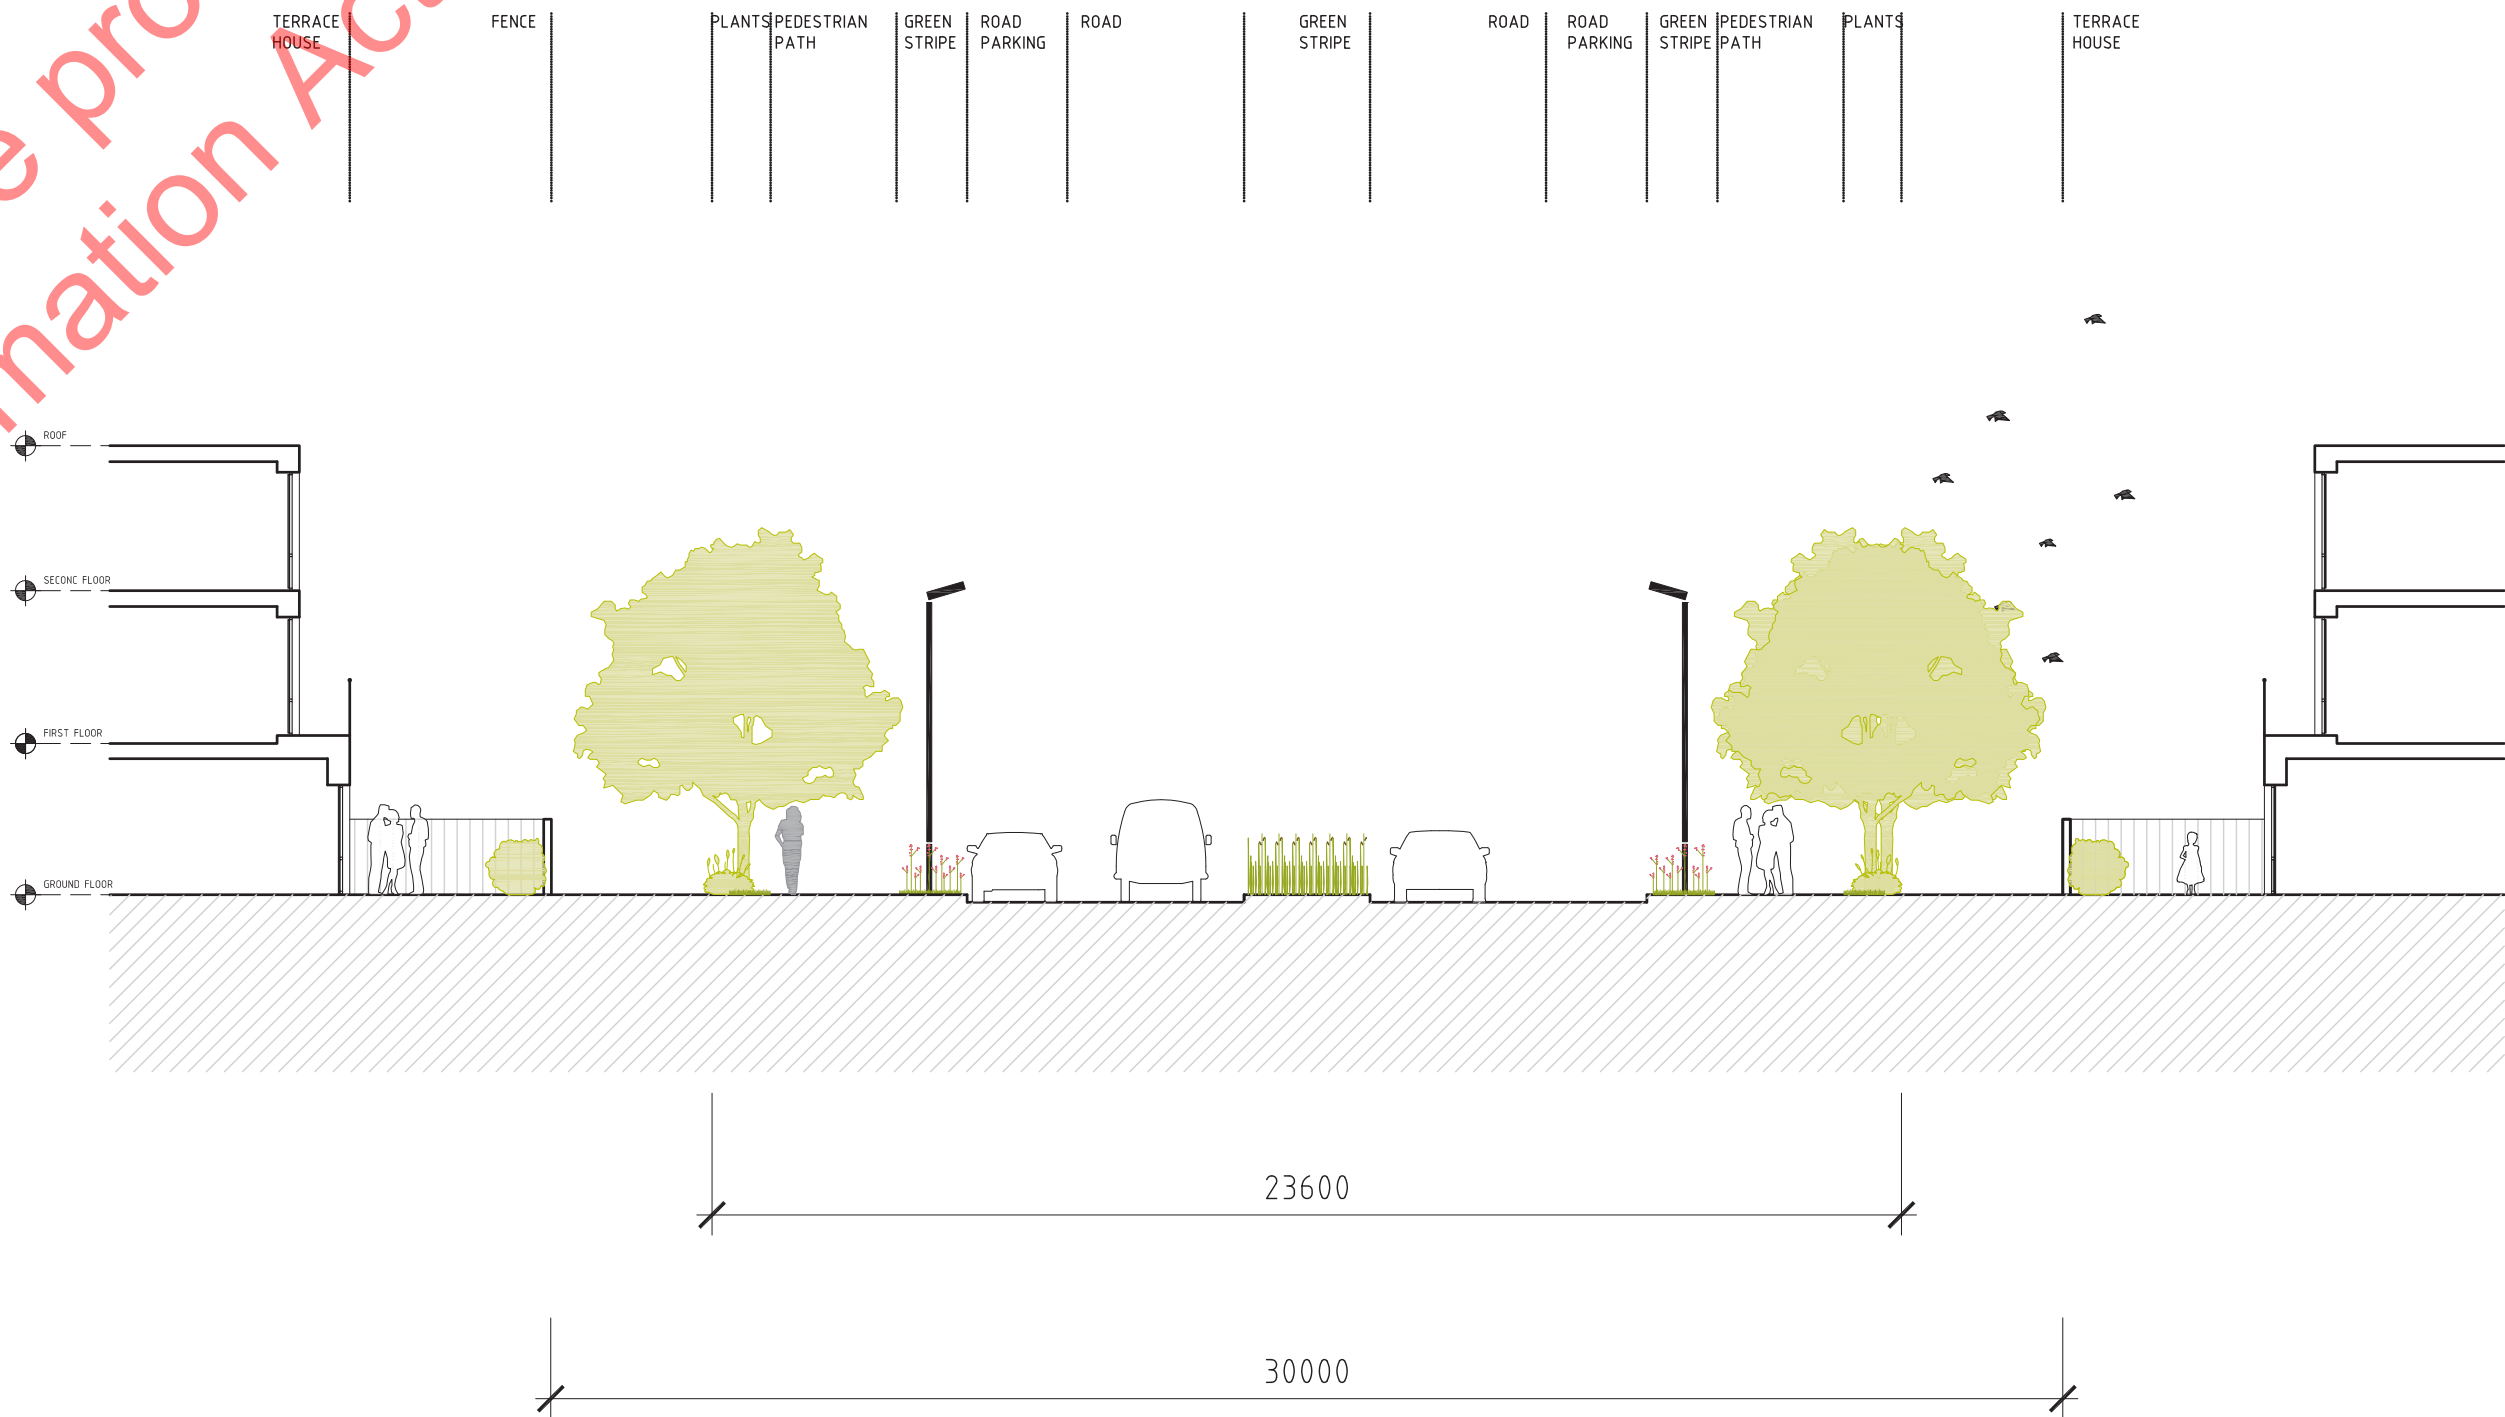 TERRACE
HOUSE
FENCE
PLANTS
PEDESTRIAN
PATH
GREEN
STRIPE
ROAD
PARKING
ROAD
GREEN
STRIPE
ROAD
ROAD
PARKING
GREEN
STRIPE
PEDESTRIAN
PATH
PLANTS
TERRACE
HOUSE
ROOF
SECONC FLOOR
FIRST FLOOR
GROUND FLOOR
23600
30000